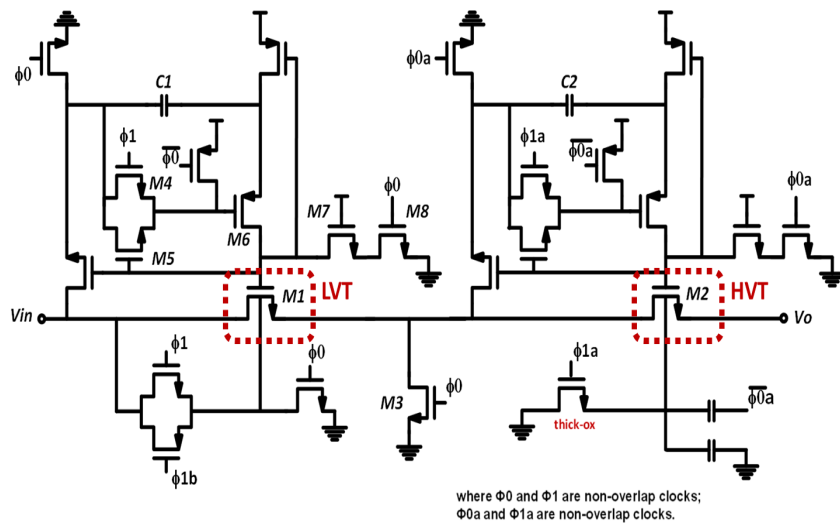 ϕ0
C1
ϕ1
M4
ϕ0
M6
M5
M7
ϕ0
M8
M1
LVT
Vin
ϕ1
ϕ1b
ϕ0
M3
ϕ0
ϕ0a
C2
ϕ1a
ϕ0a
ϕ0a
M2
HVT
Vo
ϕ1a
thick-ox
ϕ0a
where Φ0 and Φ1 are non-overlap clocks;
Φ0a and Φ1a are non-overlap clocks.